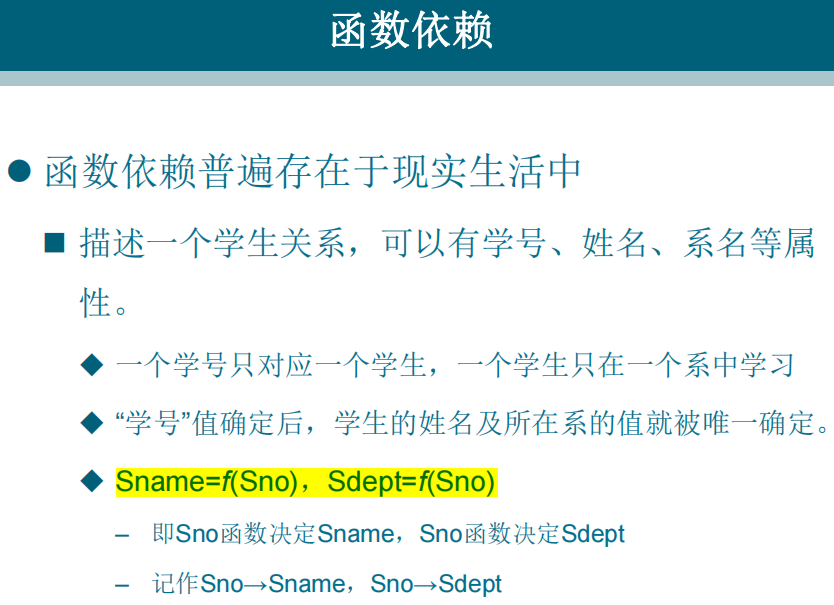 函数依赖
● 函数依赖普遍存在于现实生活中
■ 描述一个学生关系，可以有学号、姓名、系名等属
性。
◆ 一个学号只对应一个学生，一个学生只在一个系中学习
◆ “学号”值确定后，学生的姓名及所在系的值就被唯一确定。
◆ Sname=f(Sno)，Sdept=f(Sno)
– 即Sno函数决定Sname，Sno函数决定Sdept
– 记作Sno→Sname，Sno→Sdept